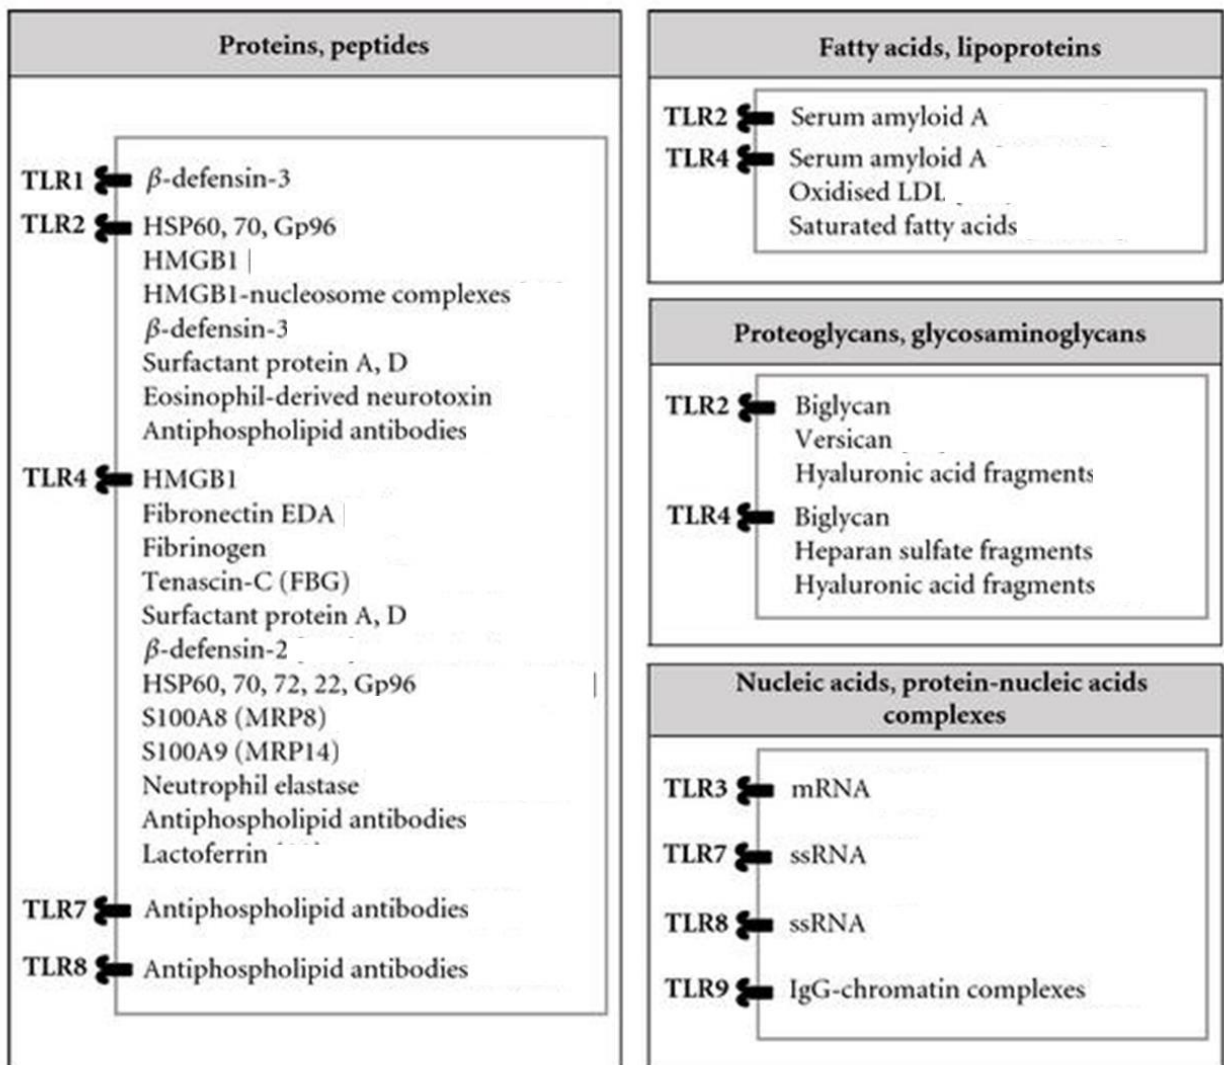 Proteins, peptides
TLR1 β-defensin-3
TLR2 HSP60, 70, Gp96
HMGB1
HMGB1-nucleosome complexes
β-defensin-3
Surfactant protein A, D
Eosinophil-derived neurotoxin
Antiphospholipid antibodies
TLR4 HMGB1
Fibronectin EDA
Fibrinogen
Tenascin-C (FBG)
Surfactant protein A, D
β-defensin-2
HSP60, 70, 72, 22, Gp96
S100A8 (MRP8)
S100A9 (MRP14)
Neutrophil elastase
Antiphospholipid antibodies
Lactoferrin
TLR7 Antiphospholipid antibodies
TLR8 Antiphospholipid antibodies
Fatty acids, lipoproteins
TLR2 Serum amyloid A
TLR4 Serum amyloid A
Oxidised LDL
Saturated fatty acids
Proteoglycans, glycosaminoglycans
TLR2 Biglycan
Versican
Hyaluronic acid fragments
TLR4 Biglycan
Heparan sulfate fragments
Hyaluronic acid fragments
Nucleic acids, protein-nucleic acids
complexes
TLR3 mRNA
TLR7 ssRNA
TLR8 ssRNA
TLR9 IgG-chromatin complexes